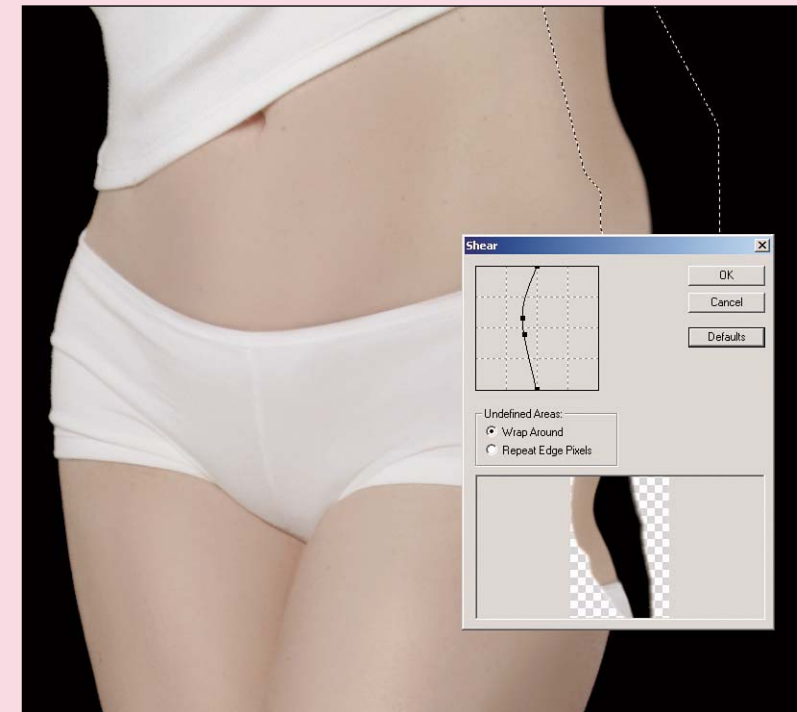 Shear
OK
Cancel
Defaults
Undefined Areas:
Wrap Around
Repeat Edge Pixels